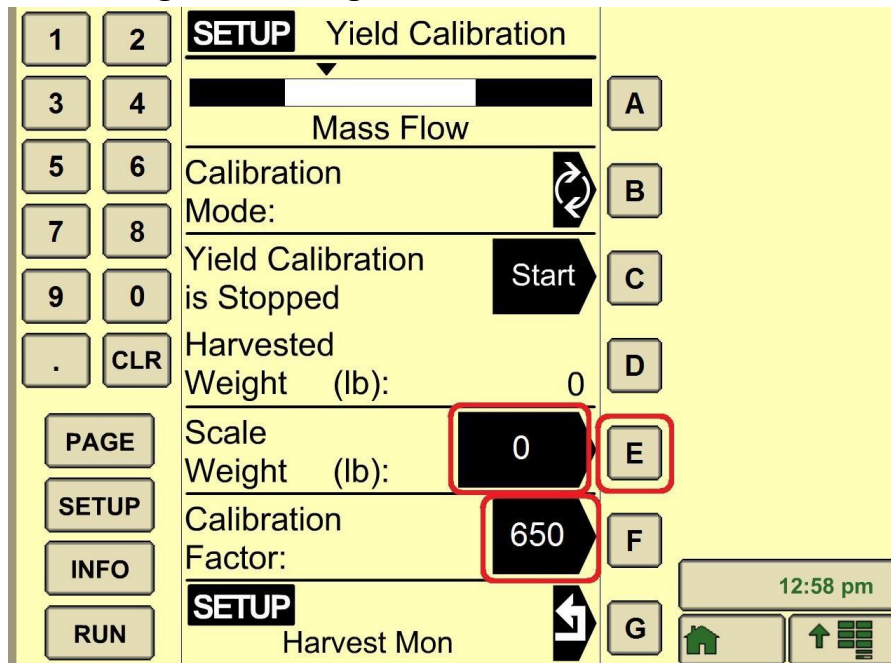 1 2
3 4
5 6
7 8
9 0
. CLR
PAGE
SETUP
INFO
RUN
SETUP Yield Calibration
Mass Flow
Calibration
Mode:
Yield Calibration
is Stopped
Start
Harvested
Weight (lb): 0
Scale
Weight (lb):
0
Calibration
Factor:
650
SETUP
Harvest Mon
A
B
C
D
E
F
G
12:58 pm